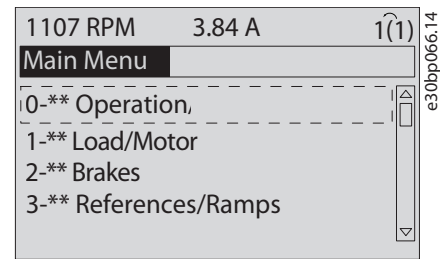 1107 RPM 3.84 A 1(1)
Main Menu
0-** Operation/
1-** Load/Motor
2-** Brakes
3-** References/Ramps
e30bp066.14